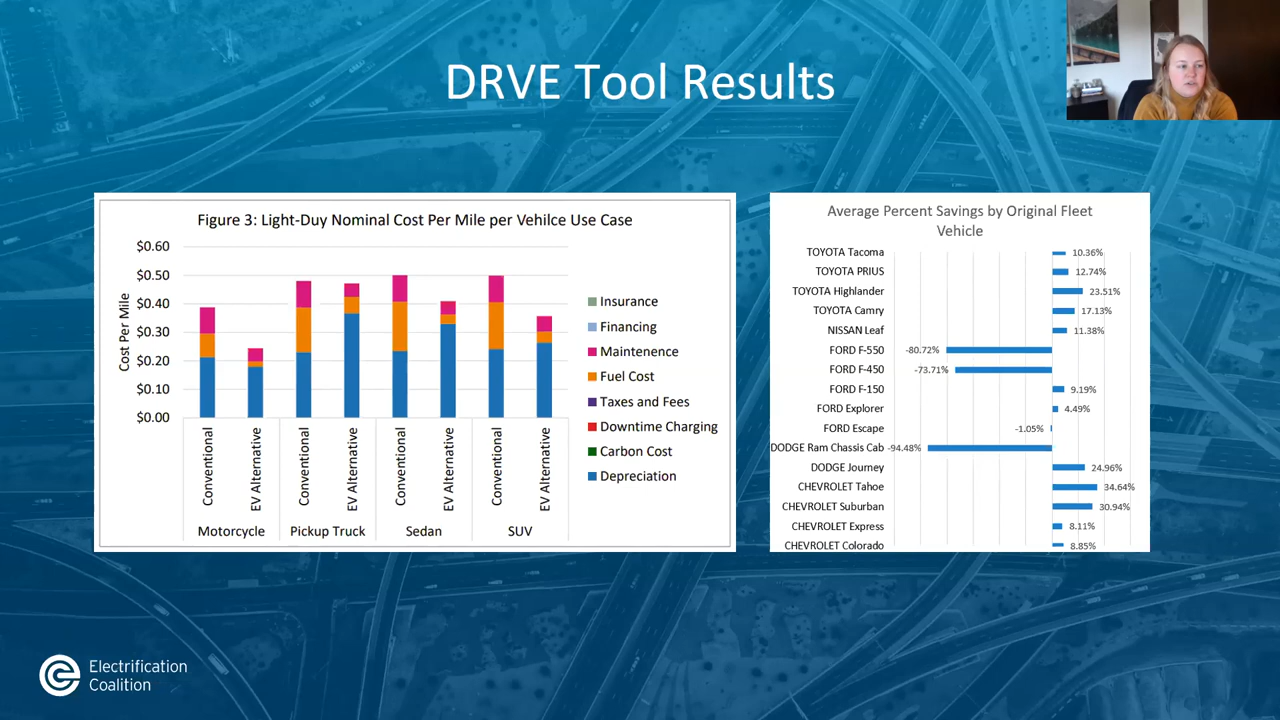 DRVE Tool Results
Figure 3: Light-Duy Nominal Cost Per Mile per Vehilce Use Case
Cost Per Mile
$0.60
$0.50
$0.40
$0.30
$0.20
$0.10
$0.00
Conventional
EV Alternative
Conventional
EV Alternative
Conventional
EV Alternative
Conventional
EV Alternative
Motorcycle
Pickup Truck
Sedan
SUV
Insurance
Financing
Maintenence
Fuel Cost
Taxes and Fees
Downtime Charging
Carbon Cost
Depreciation
Average Percent Savings by Original Fleet
Vehicle
TOYOTA Tacoma 10.36%
TOYOTA PRIUS 12.74%
TOYOTA Highlander 23.51%
TOYOTA Camry 17.13%
NISSAN Leaf 11.38%
FORD F-550 -80.72%
FORD F-450 -73.71%
FORD F-150 9.19%
FORD Explorer 4.49%
FORD Escape -1.05%
DODGE Ram Chassis Cab -94.48%
DODGE Journey 24.96%
CHEVROLET Tahoe 34.64%
CHEVROLET Suburban 30.94%
CHEVROLET Express 8.11%
CHEVROLET Colorado 8.85%
Electrification
Coalition